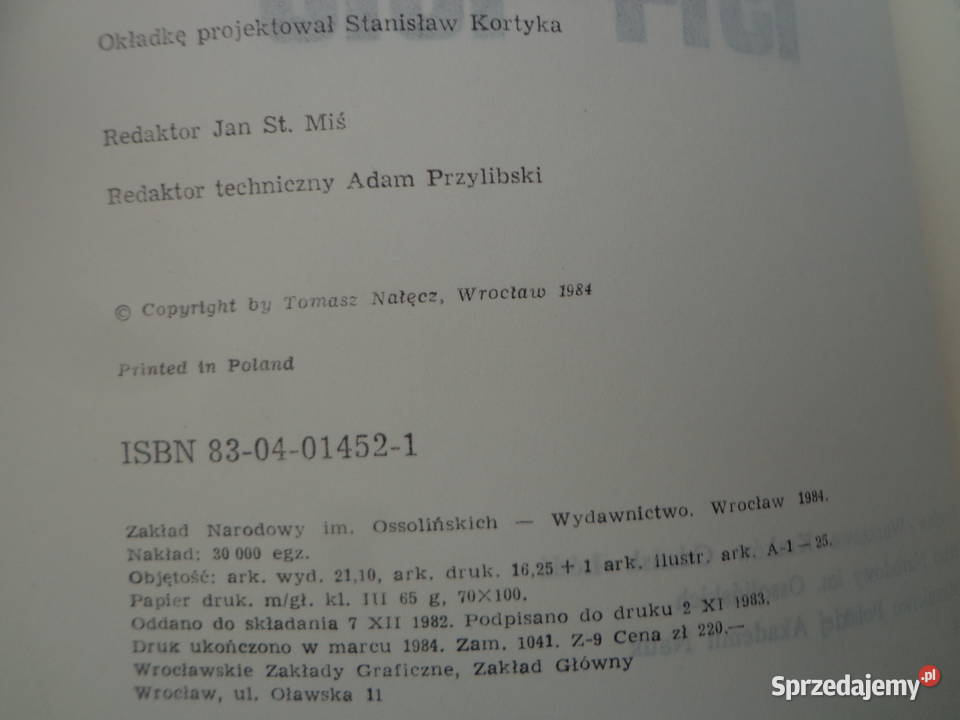 Okładkę projektował Stanisław Kortyka
Redaktor Jan St. Miś
Redaktor techniczny Adam Przylibski
© Copyright by Tomasz Nałęcz, Wrocław 1984
Printed in Poland
ISBN 83-04-01452-1
Zakład Narodowy im. Ossolińskich — Wydawnictwo. Wrocław 1984.
Nakład: 30 000 egz.
Objętość: ark. wyd. 21,10, ark. druk. 16,25 + 1 ark. ilustr. ark. A-1 — 25.
Papier druk. m/gł. kl. III 65 g, 70×100.
Oddano do składania 7 XII 1982. Podpisano do druku 2 XI 1983.
Druk ukończono w marcu 1984. Zam. 1041. Z-9 Cena zł 220.—
Wrocławskie Zakłady Graficzne, Zakład Główny
Wrocław, ul. Oławska 11
Sprzedajemy.pl